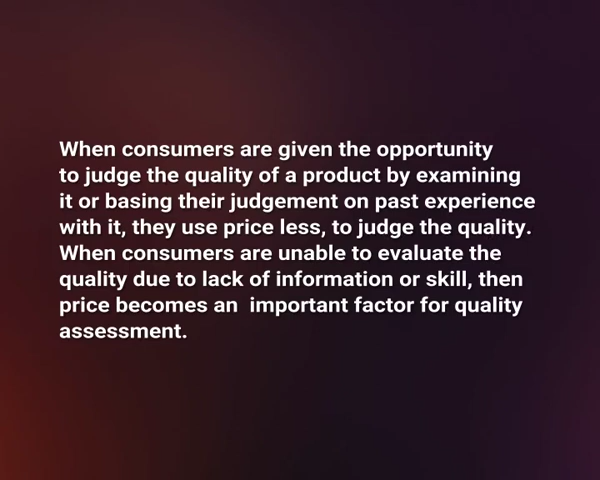 When consumers are given the opportunity
to judge the quality of a product by examining
it or basing their judgement on past experience
with it, they use price less, to judge the quality.
When consumers are unable to evaluate the
quality due to lack of information or skill, then
price becomes an  important factor for quality
assessment.